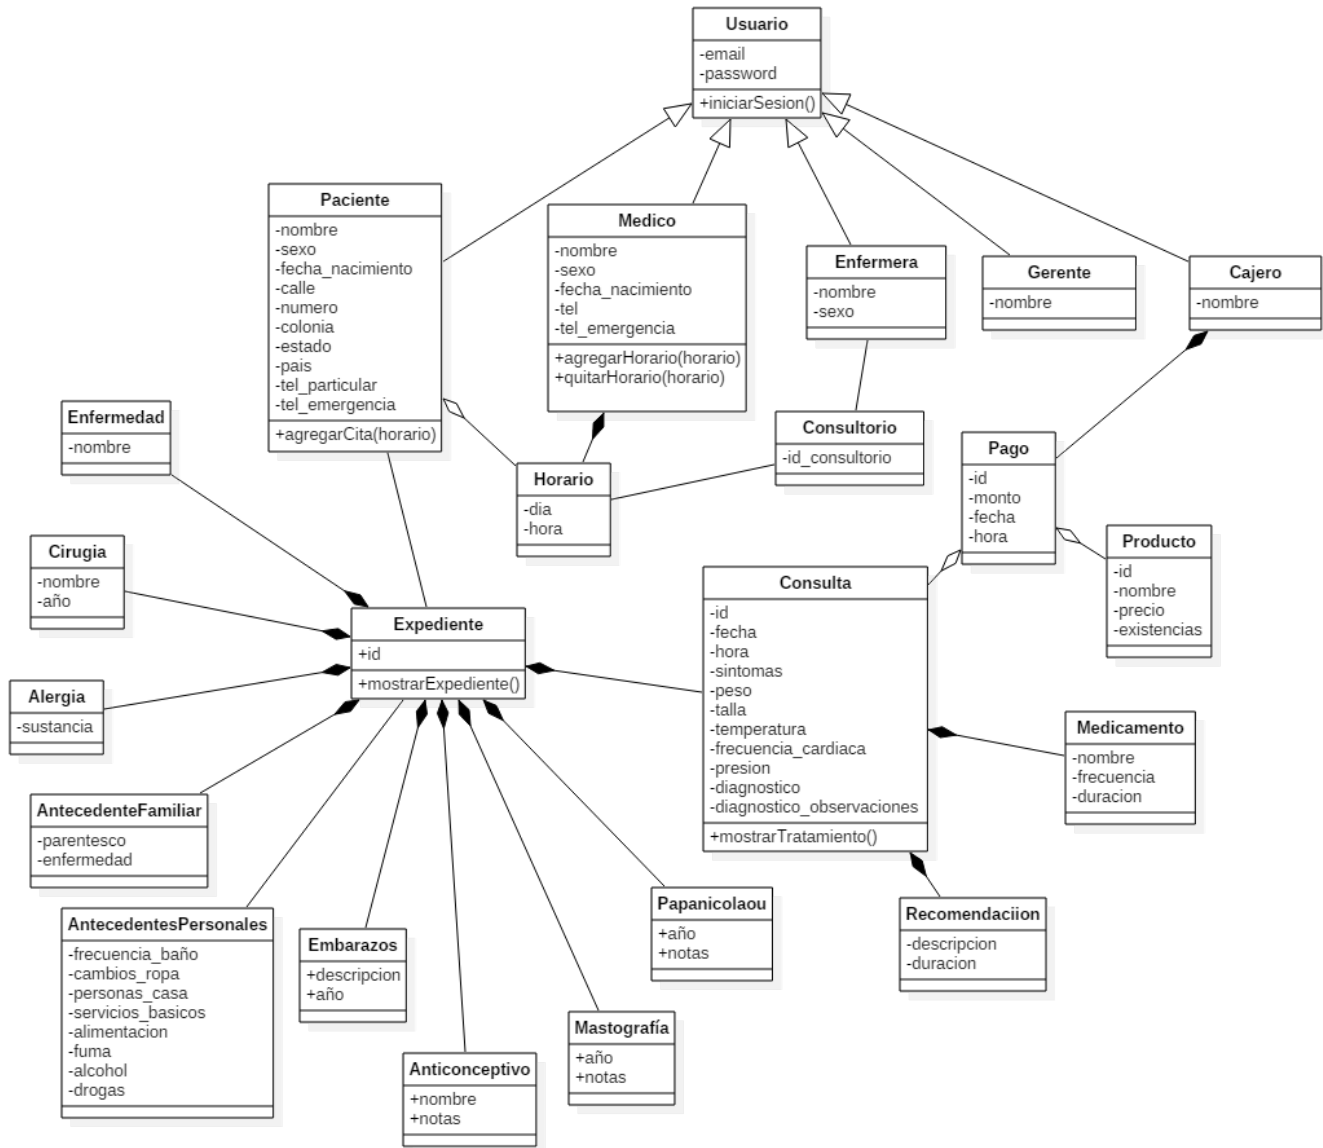 Usuario
-email
-password
+iniciarSesion()
Paciente
-nombre
-sexo
-fecha_nacimiento
-calle
-numero
-colonia
-estado
-pais
-tel_particular
-tel_emergencia
+agregarCita(horario)
Medico
-nombre
-sexo
-fecha_nacimiento
-tel
-tel_emergencia
+agregarHorario(horario)
+quitarHorario(horario)
Enfermera
-nombre
-sexo
Gerente
-nombre
Cajero
-nombre
Enfermedad
-nombre
Consultorio
-id_consultorio
Horario
-dia
-hora
Pago
-id
-monto
-fecha
-hora
Producto
-id
-nombre
-precio
-existencias
Cirugia
-nombre
-año
Consulta
-id
-fecha
-hora
-sintomas
-peso
-talla
-temperatura
-frecuencia_cardiaca
-presion
-diagnostico
-diagnostico_observaciones
+mostrarTratamiento()
Expediente
+id
+mostrarExpediente()
Alergia
-sustancia
Medicamento
-nombre
-frecuencia
-duracion
AntecedenteFamiliar
-parentesco
-enfermedad
AntecedentesPersonales
-frecuencia_baño
-cambios_ropa
-personas_casa
-servicios_basicos
-alimentacion
-fuma
-alcohol
-drogas
Embarazos
+descripcion
+año
Anticonceptivo
+nombre
+notas
Mastografía
+año
+notas
Papanicolaou
+año
+notas
Recomendaciion
-descripcion
-duracion